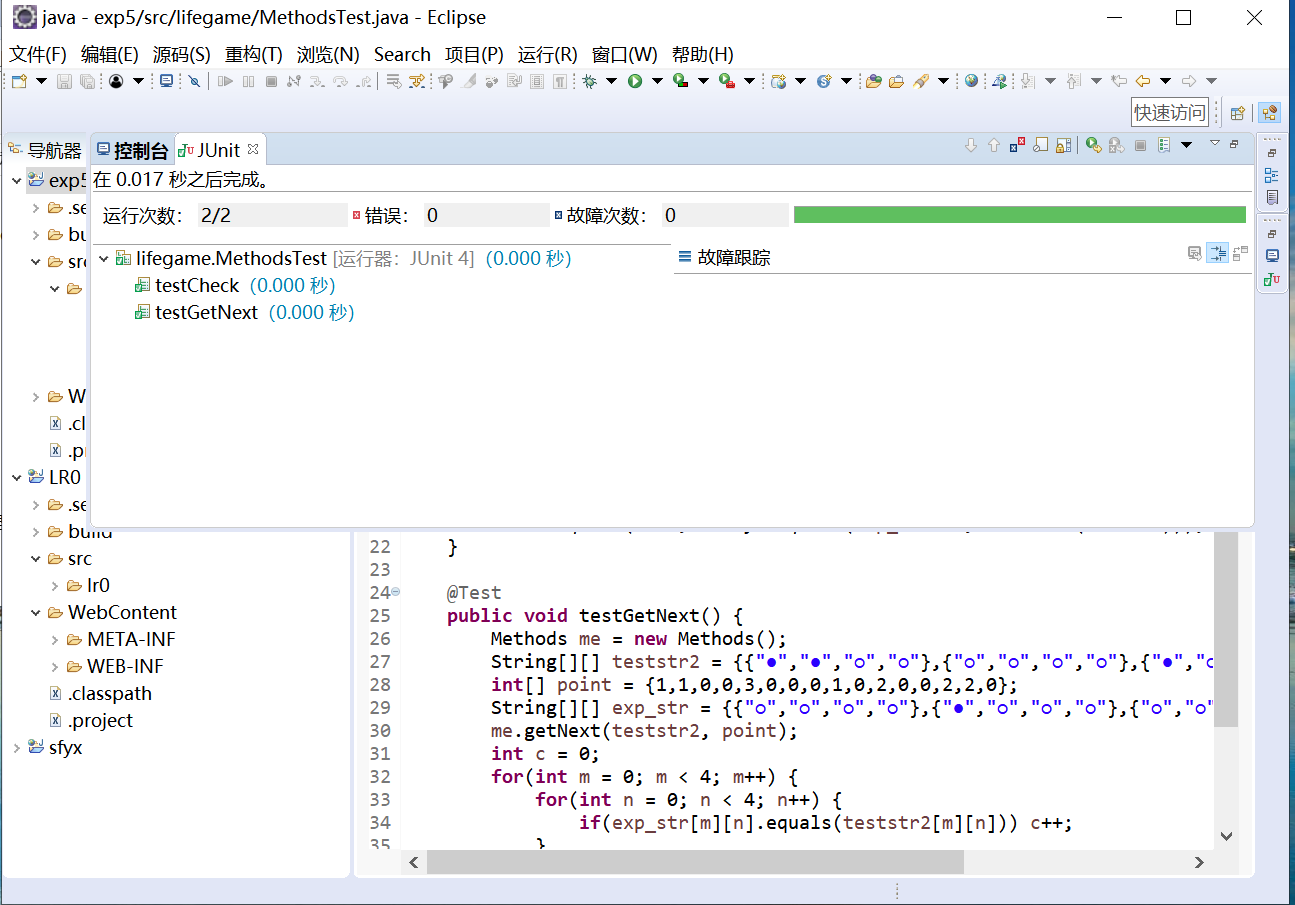 java - exp5/src/lifegame/MethodsTest.java - Eclipse
文件(F) 编辑(E) 源码(S) 重构(T) 浏览(N) Search 项目(P) 运行(R) 窗口(W) 帮助(H)
快速访问
导航器
控制台
JUnit
exp5
在 0.017 秒之后完成。
.se
运行次数: 2/2 错误: 0 故障次数: 0
bu
src
lifegame.MethodsTest [运行器: JUnit 4] (0.000 秒)
故障跟踪
testCheck (0.000 秒)
testGetNext (0.000 秒)
W
.cl
.pr
LR0
.se
build
src
lr0
WebContent
META-INF
WEB-INF
.classpath
.project
sfyx
22 }
23
24 @Test
25 public void testGetNext() {
26 Methods me = new Methods();
27 String[][] teststr2 = {{"●","●","○","○"},{"○","○","○","○"},{"●","○
28 int[] point = {1,1,0,0,3,0,0,0,1,0,2,0,0,2,2,0};
29 String[][] exp_str = {{"○","○","○","○"},{"●","○","○","○"},{"○","○"
30 me.getNext(teststr2, point);
31 int c = 0;
32 for(int m = 0; m < 4; m++) {
33 for(int n = 0; n < 4; n++) {
34 if(exp_str[m][n].equals(teststr2[m][n])) c++;
35 }